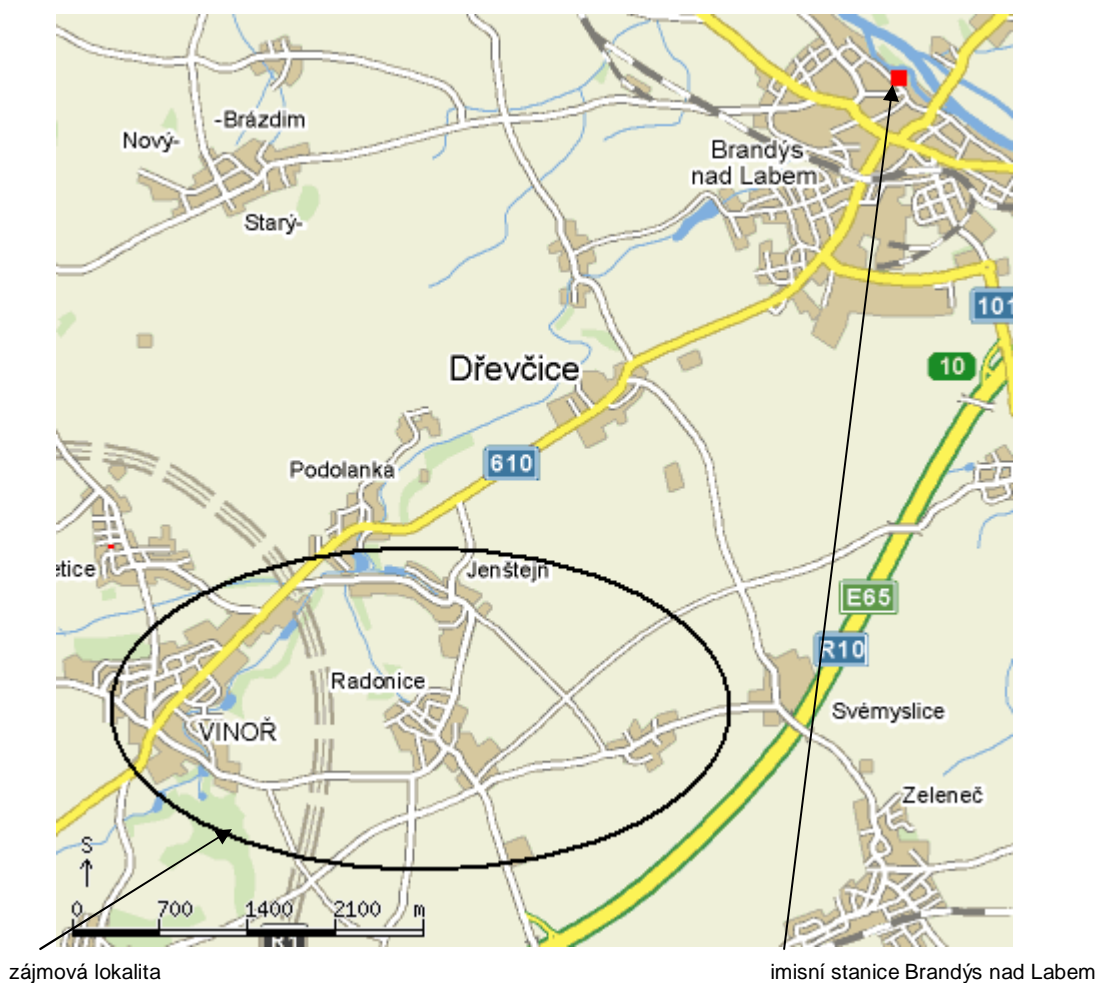 -Brázdim
Nový-
Brandýs
nad Labem
Starý-
101
10
Dřevčice
610
Podolanka
etice
Jenštejn
E65
R10
Radonice
Svémyslice
VINOŘ
Zeleneč
S
0 700 1400 2100 m
R1
zájmová lokalita
imisní stanice Brandýs nad Labem